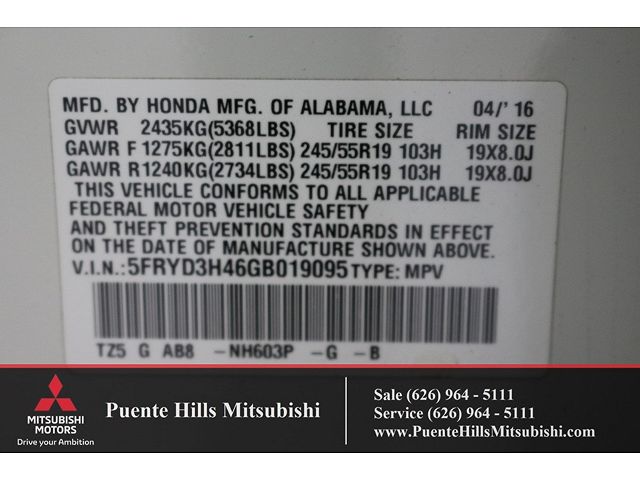 MFD. BY HONDA MFG. OF ALABAMA, LLC 04/' 16
GVWR 2435KG(5368LBS) TIRE SIZE RIM SIZE
GAWR F 1275KG(2811LBS) 245/55R19 103H 19X8.0J
GAWR R 1240KG(2734LBS) 245/55R19 103H 19X8.0J
THIS VEHICLE CONFORMS TO ALL APPLICABLE
FEDERAL MOTOR VEHICLE SAFETY
AND THEFT PREVENTION STANDARDS IN EFFECT
ON THE DATE OF MANUFACTURE SHOWN ABOVE.
V.I.N.:5FRYD3H46GB019095 TYPE: MPV
TZ5 G AB8 -NH603P -G -B
MITSUBISHI
MOTORS
Drive your Ambition
Puente Hills Mitsubishi
Sale (626) 964 - 5111
Service (626) 964 - 5111
www.PuenteHillsMitsubishi.com